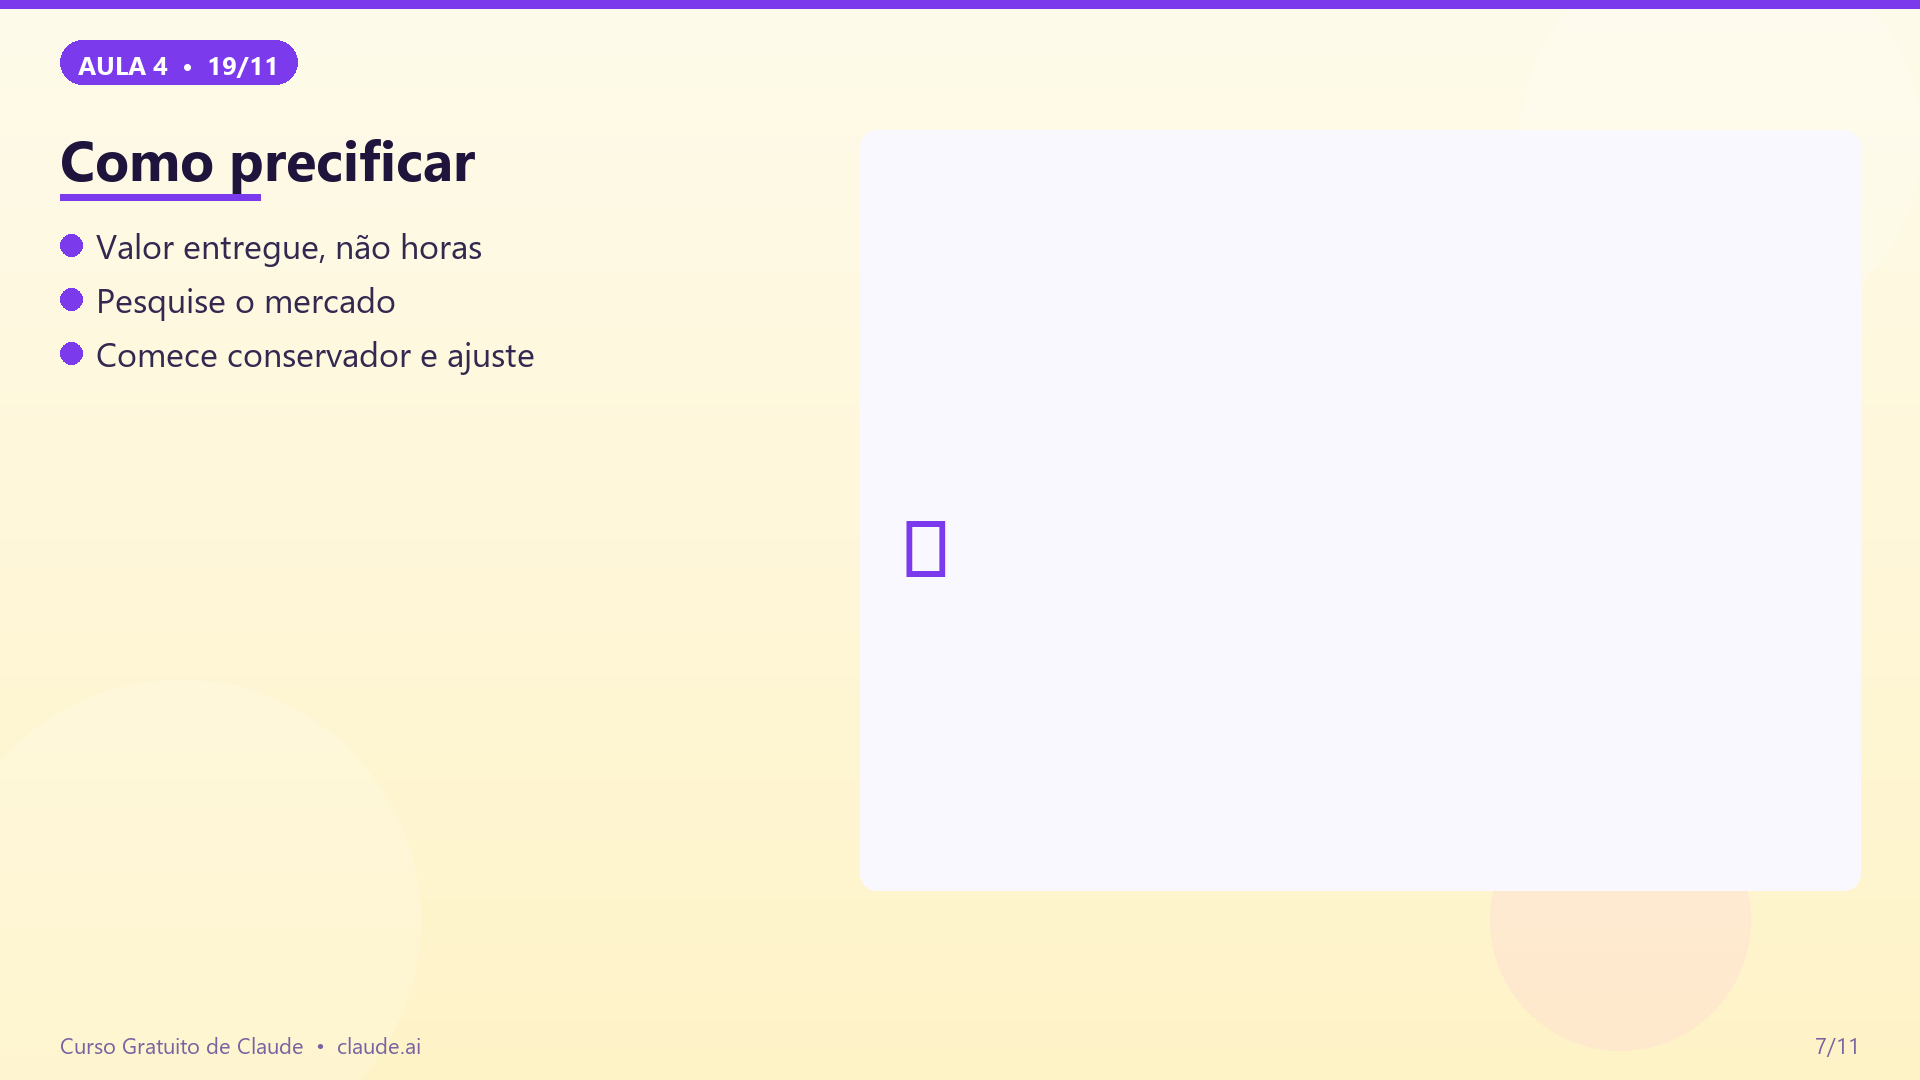 AULA 4 • 19/11
Como precificar
Valor entregue, não horas
Pesquise o mercado
Comece conservador e ajuste
Curso Gratuito de Claude • claude.ai
7/11